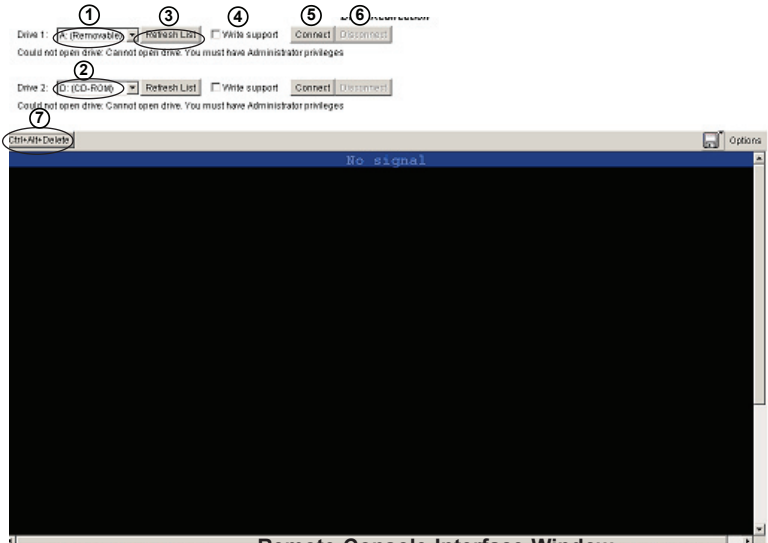 1 3 4 5 6
Drive 1: A: (Removable) Refresh List Write support Connect Disconnect
Could not open drive: Cannot open drive. You must have Administrator privileges
2
Drive 2: D: (CD-ROM) Refresh List Write support Connect Disconnect
Could not open drive: Cannot open drive. You must have Administrator privileges
7
Ctrl+Alt+Delete Options
No signal
Remote Console Interface Window